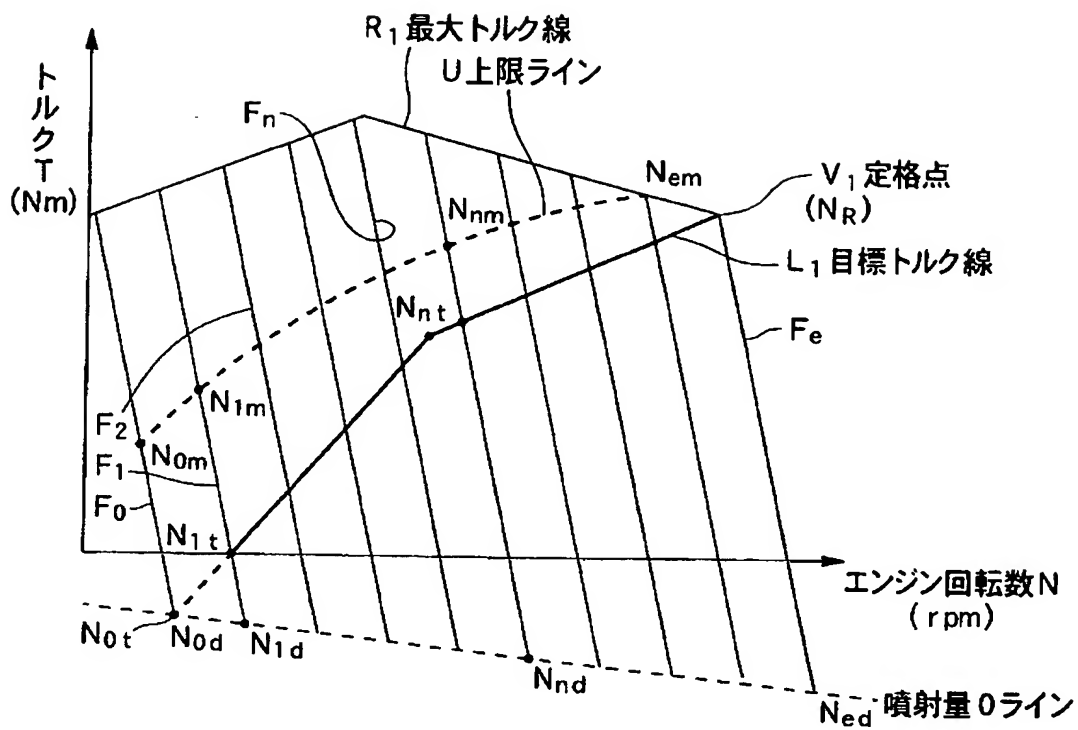 R1最大トルク線
U上限ライン
トルクT
(Nm)
Fn
Nem
V1定格点
(NR)
Nnm
L1目標トルク線
Nnt
Fe
N1m
F2
N0m
F1
F0
N1t
エンジン回転数N
(rpm)
N0t
N0d
N1d
Nnd
Ned
噴射量0ライン